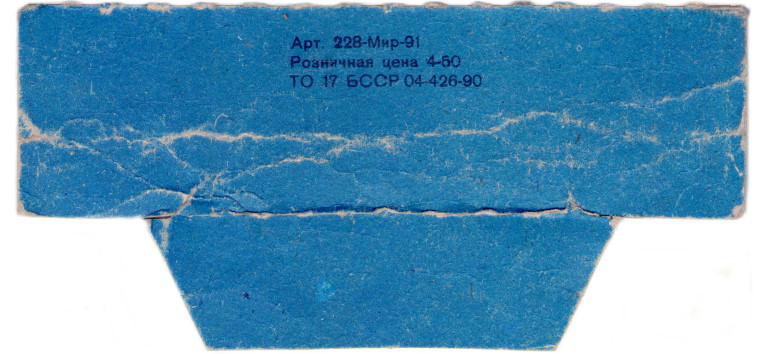 Арт. 228-Мир-91
Розничная цена 4-50
ТО 17 БССР 04-426-90